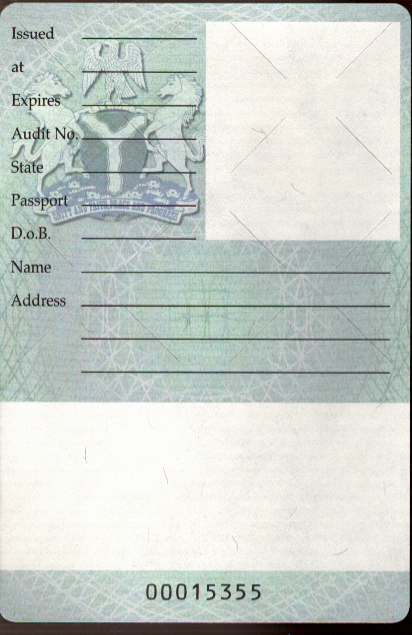 Issued
at
Expires
Audit No.
State
Passport
UNITY AND FAITH, PEACE AND PROGRESS
D.o.B.
Name
Address
00015355